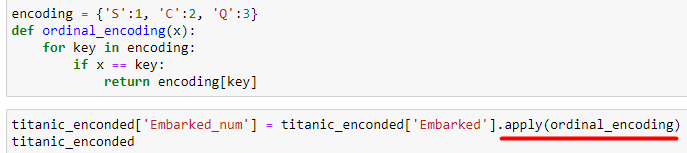 encoding = {'S':1, 'C':2, 'Q':3}
def ordinal_encoding(x):
    for key in encoding:
        if x == key:
            return encoding[key]
titanic_enconded['Embarked_num'] = titanic_enconded['Embarked'].apply(ordinal_encoding)
titanic_enconded